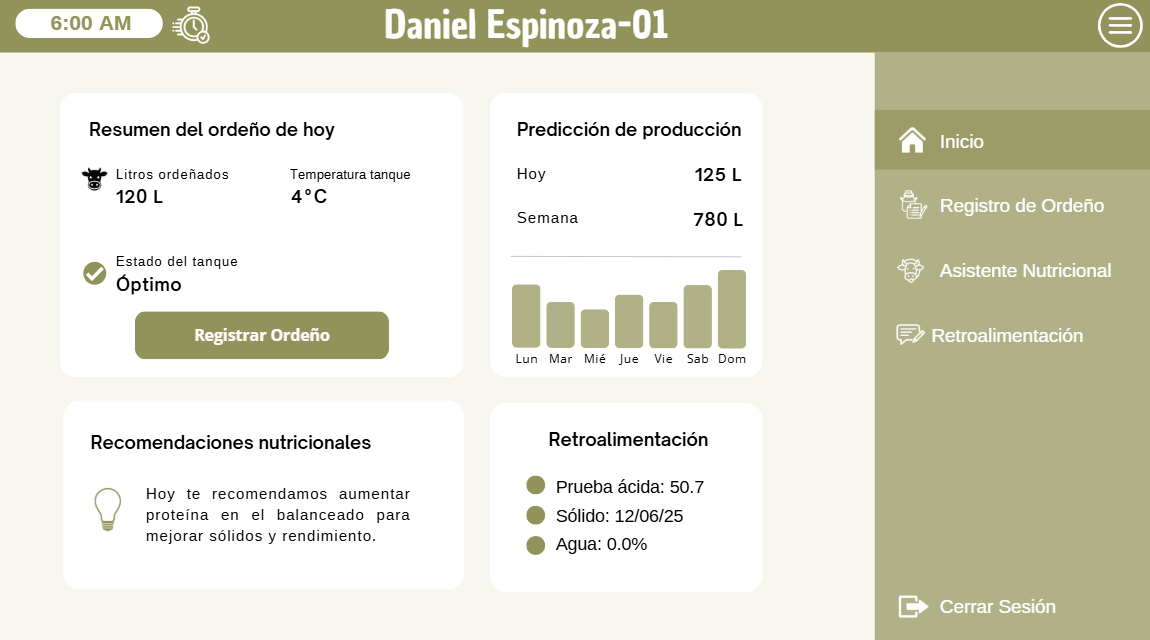 6:00 AM
Daniel Espinoza-01
Resumen del ordeño de hoy
Litros ordeñados
120 L
Temperatura tanque
4°C
Estado del tanque
Óptimo
Registrar Ordeño
Predicción de producción
Hoy 125 L
Semana 780 L
Lun Mar Mié Jue Vie Sab Dom
Recomendaciones nutricionales
Hoy te recomendamos aumentar
proteína en el balanceado para
mejorar sólidos y rendimiento.
Retroalimentación
Prueba ácida: 50.7
Sólido: 12/06/25
Agua: 0.0%
Inicio
Registro de Ordeño
Asistente Nutricional
Retroalimentación
Cerrar Sesión